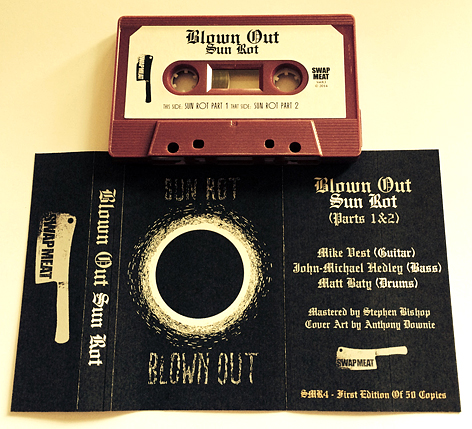 Blown Out
Sun Rot
SWAP MEAT
SWAP
MEAT
© 2014
THIS SIDE: SUN ROT PART 1 THAT SIDE: SUN ROT PART 2
SWAP MEAT
Blown Out Sun Rot
SUN ROT
BLOWN OUT
Blown Out
Sun Rot
(Parts 1&2)
Mike Vest (Guitar)
John-Michael Hedley (Bass)
Matt Baty (Drums)
Mastered by Stephen Bishop
Cover Art by Anthony Downie
SWAP MEAT
SMR4 - First Edition Of 50 Copies